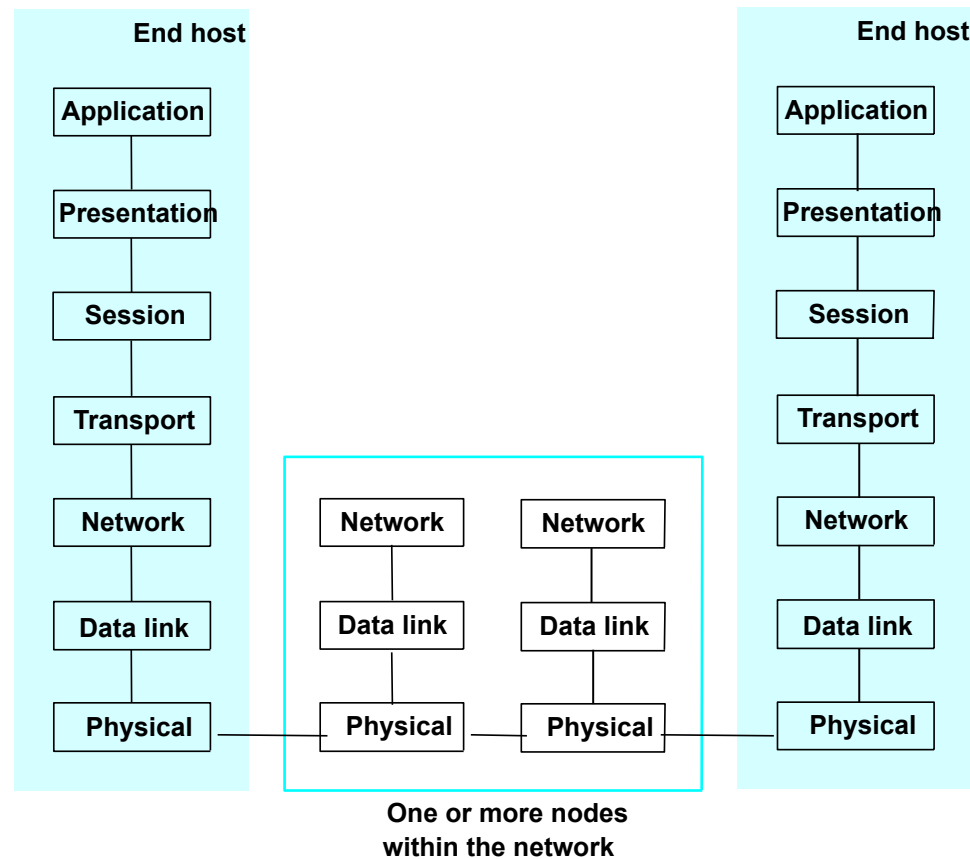 End host
Application
Presentation
Session
Transport
Network
Data link
Physical
Network
Data link
Physical
Network
Data link
Physical
One or more nodes
within the network
End host
Application
Presentation
Session
Transport
Network
Data link
Physical